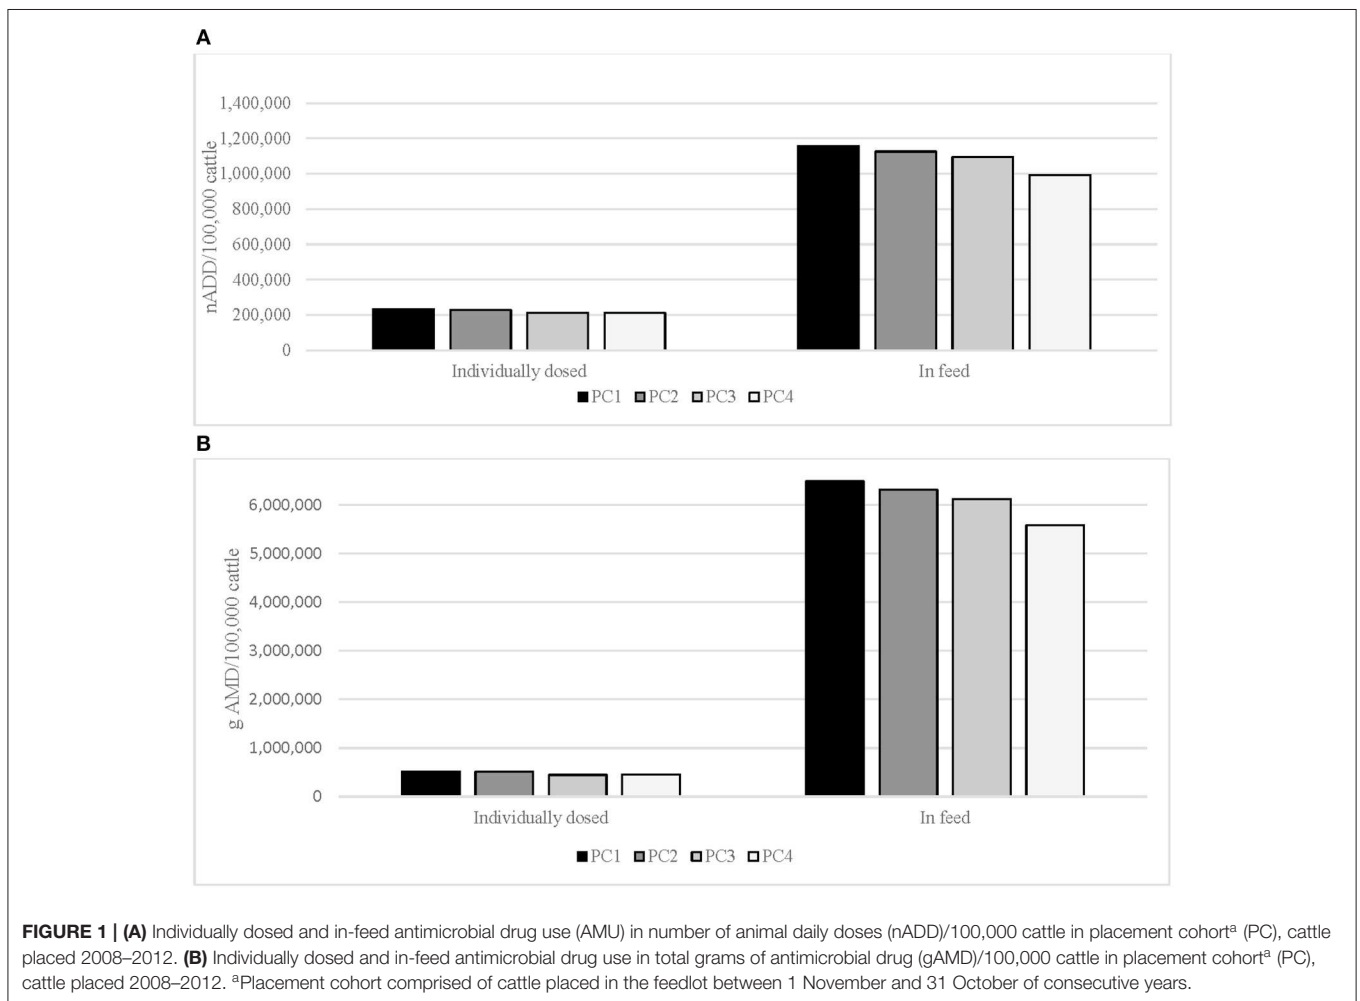 A
1,400,000
1,200,000
1,000,000
800,000
600,000
400,000
200,000
0
nADD/100,000 cattle
Individually dosed
In feed
PC1 PC2 PC3 PC4
B
6,000,000
5,000,000
4,000,000
3,000,000
2,000,000
1,000,000
0
g AMD/100,000 cattle
Individually dosed
In feed
PC1 PC2 PC3 PC4
FIGURE 1 | (A) Individually dosed and in-feed antimicrobial drug use (AMU) in number of animal daily doses (nADD)/100,000 cattle in placement cohortᵃ (PC), cattle
placed 2008–2012. (B) Individually dosed and in-feed antimicrobial drug use in total grams of antimicrobial drug (gAMD)/100,000 cattle in placement cohortᵃ (PC),
cattle placed 2008–2012. ᵃPlacement cohort comprised of cattle placed in the feedlot between 1 November and 31 October of consecutive years.